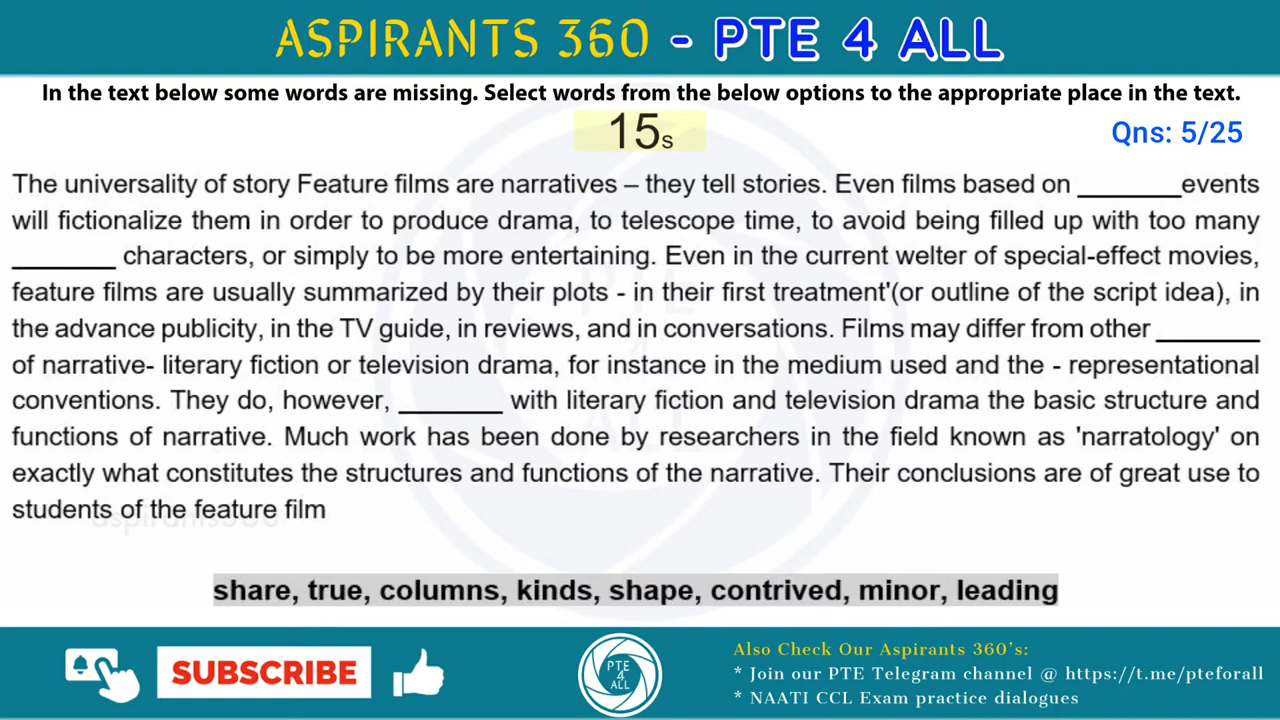 ASPIRANTS 360 - PTE 4 ALL
In the text below some words are missing. Select words from the below options to the appropriate place in the text.
15s
Qns: 5/25
The universality of story Feature films are narratives – they tell stories. Even films based on _______events
will fictionalize them in order to produce drama, to telescope time, to avoid being filled up with too many
_______ characters, or simply to be more entertaining. Even in the current welter of special-effect movies,
feature films are usually summarized by their plots - in their first treatment'(or outline of the script idea), in
the advance publicity, in the TV guide, in reviews, and in conversations. Films may differ from other _______
of narrative- literary fiction or television drama, for instance in the medium used and the - representational
conventions. They do, however, _______ with literary fiction and television drama the basic structure and
functions of narrative. Much work has been done by researchers in the field known as 'narratology' on
exactly what constitutes the structures and functions of the narrative. Their conclusions are of great use to
students of the feature film
aspirants360
share, true, columns, kinds, shape, contrived, minor, leading
SUBSCRIBE
PTE
4
ALL
Also Check Our Aspirants 360's:
* Join our PTE Telegram channel @ https://t.me/pteforall
* NAATI CCL Exam practice dialogues